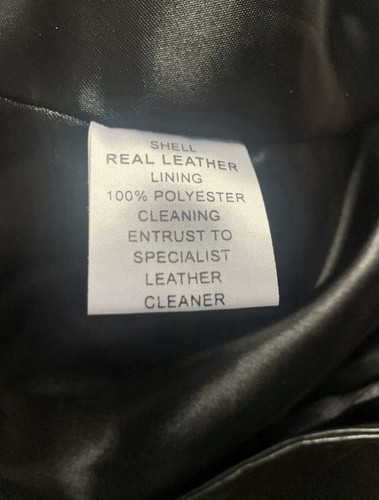 SHELL
REAL LEATHER
LINING
100% POLYESTER
CLEANING
ENTRUST TO
SPECIALIST
LEATHER
CLEANER